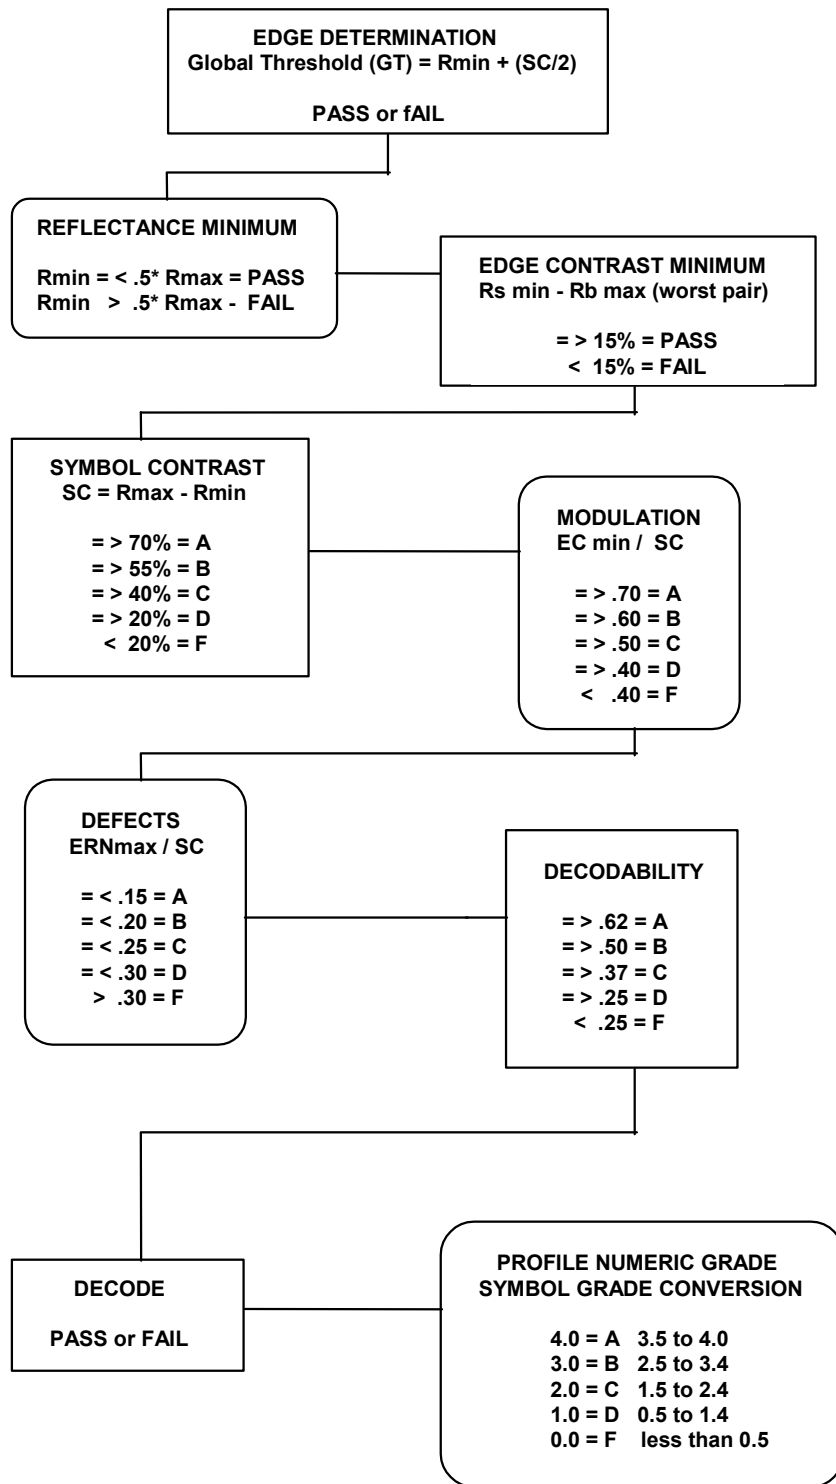 EDGE DETERMINATION
Global Threshold (GT) = Rmin + (SC/2)
PASS or fAIL
REFLECTANCE MINIMUM
Rmin = < .5* Rmax = PASS
Rmin > .5* Rmax - FAIL
EDGE CONTRAST MINIMUM
Rs min - Rb max (worst pair)
= > 15% = PASS
< 15% = FAIL
SYMBOL CONTRAST
SC = Rmax - Rmin
= > 70% = A
= > 55% = B
= > 40% = C
= > 20% = D
< 20% = F
MODULATION
EC min / SC
= > .70 = A
= > .60 = B
= > .50 = C
= > .40 = D
< .40 = F
DEFECTS
ERNmax / SC
= < .15 = A
= < .20 = B
= < .25 = C
= < .30 = D
> .30 = F
DECODABILITY
= > .62 = A
= > .50 = B
= > .37 = C
= > .25 = D
< .25 = F
DECODE
PASS or FAIL
PROFILE NUMERIC GRADE
SYMBOL GRADE CONVERSION
4.0 = A 3.5 to 4.0
3.0 = B 2.5 to 3.4
2.0 = C 1.5 to 2.4
1.0 = D 0.5 to 1.4
0.0 = F less than 0.5